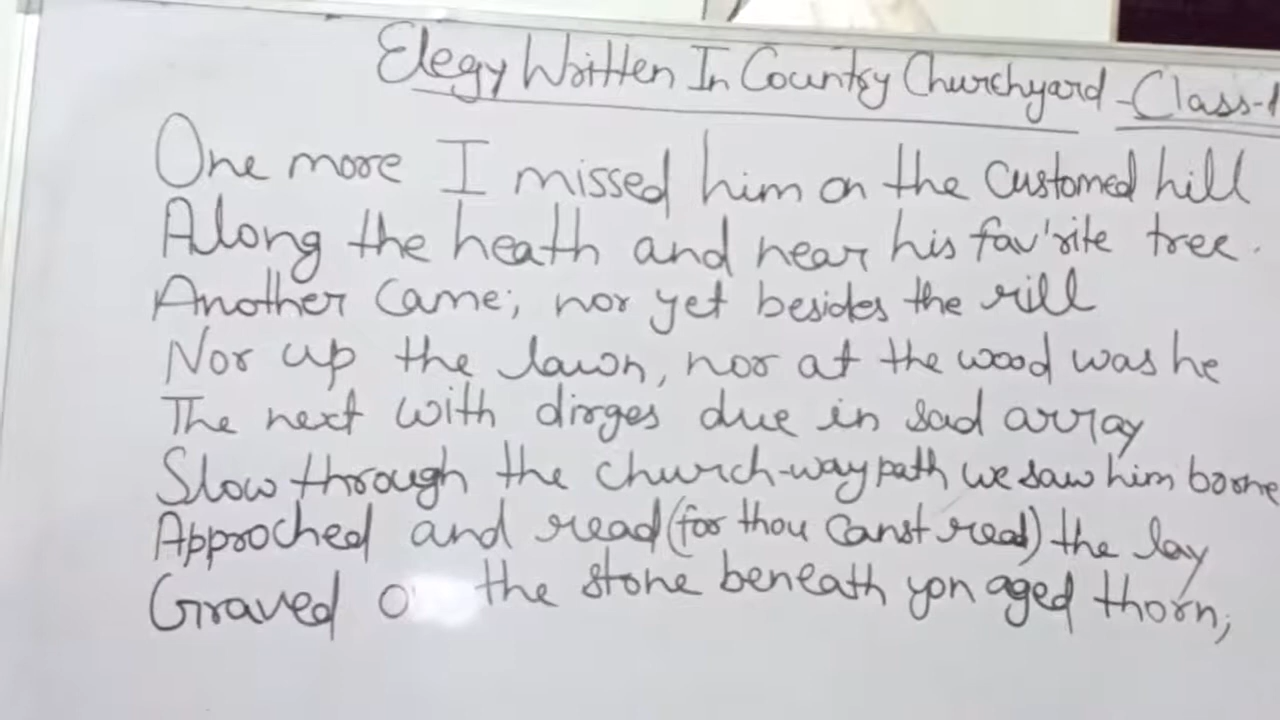 Elegy Written In Country Churchyard - Class-1
One more I missed him on the customed hill
Along the heath and near his fav'rite tree.
Another came; nor yet besides the rill
Nor up the lawn, nor at the wood was he
The next with dirges due in sad array
Slow through the church-way path we saw him borne
Approched and read (for thou canst read) the lay
Graved the stone beneath yon aged thorn;